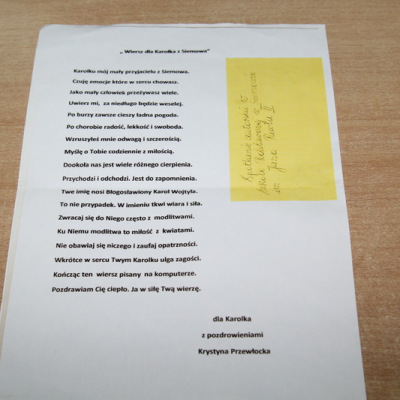 „ Wiersz dla Karolka z Siemowa"
Karolku mój mały przyjacielu z Siemowa.
Czuję emocje które w sercu chowasz.
Jako mały człowiek przeżywasz wiele.
Uwierz mi, za niedługo będzie weselej.
Po burzy zawsze cieszy ładna pogoda.
Po chorobie radość, lekkość i swoboda.
Wzruszyłeś mnie odwagą i szczerością.
Myślę o Tobie codziennie z miłością.
Dookoła nas jest wiele różnego cierpienia.
Przychodzi i odchodzi. Jest do zapomnienia.
Twe imię nosi Błogosławiony Karol Wojtyła.
To nie przypadek. W imieniu tkwi wiara i siła.
Zwracaj się do Niego często z modlitwami.
Ku Niemu modlitwa to miłość z kwiatami.
Nie obawiaj się niczego i zaufaj opatrzności.
Wkrótce w sercu Twym Karolku ulga zagości.
Kończąc ten wiersz pisany na komputerze.
Pozdrawiam Cię ciepło. Ja w siłę Twą wierzę.
dla Karolka
z pozdrowieniami
Krystyna Przewłocka
Spotkanie autorskie
Szkole Podstawowej w
im. Jana Pawła II